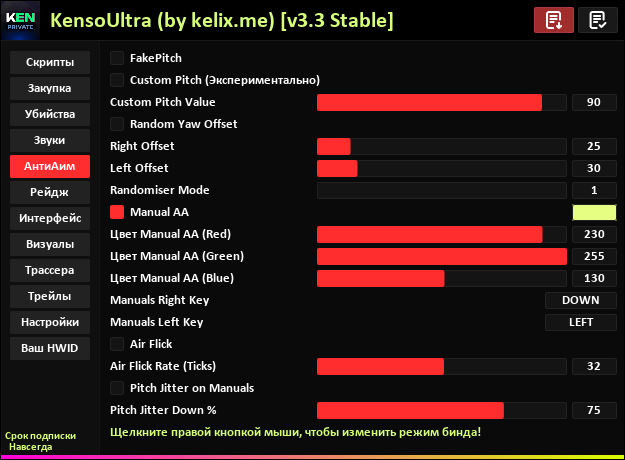 KEN
PRIVATE
KensoUltra (by kelix.me) [v3.3 Stable]
Скрипты
Закупка
Убийства
Звуки
АнтиАим
Рейдж
Интерфейс
Визуалы
Трассера
Трейлы
Настройки
Ваш HWID
Срок подписки
Навсегда
FakePitch
Custom Pitch (Экспериментально)
Custom Pitch Value 90
Random Yaw Offset
Right Offset 25
Left Offset 30
Randomiser Mode 1
Manual AA
Цвет Manual AA (Red) 230
Цвет Manual AA (Green) 255
Цвет Manual AA (Blue) 130
Manuals Right Key DOWN
Manuals Left Key LEFT
Air Flick
Air Flick Rate (Ticks) 32
Pitch Jitter on Manuals
Pitch Jitter Down % 75
Щелкните правой кнопкой мыши, чтобы изменить режим бинда!